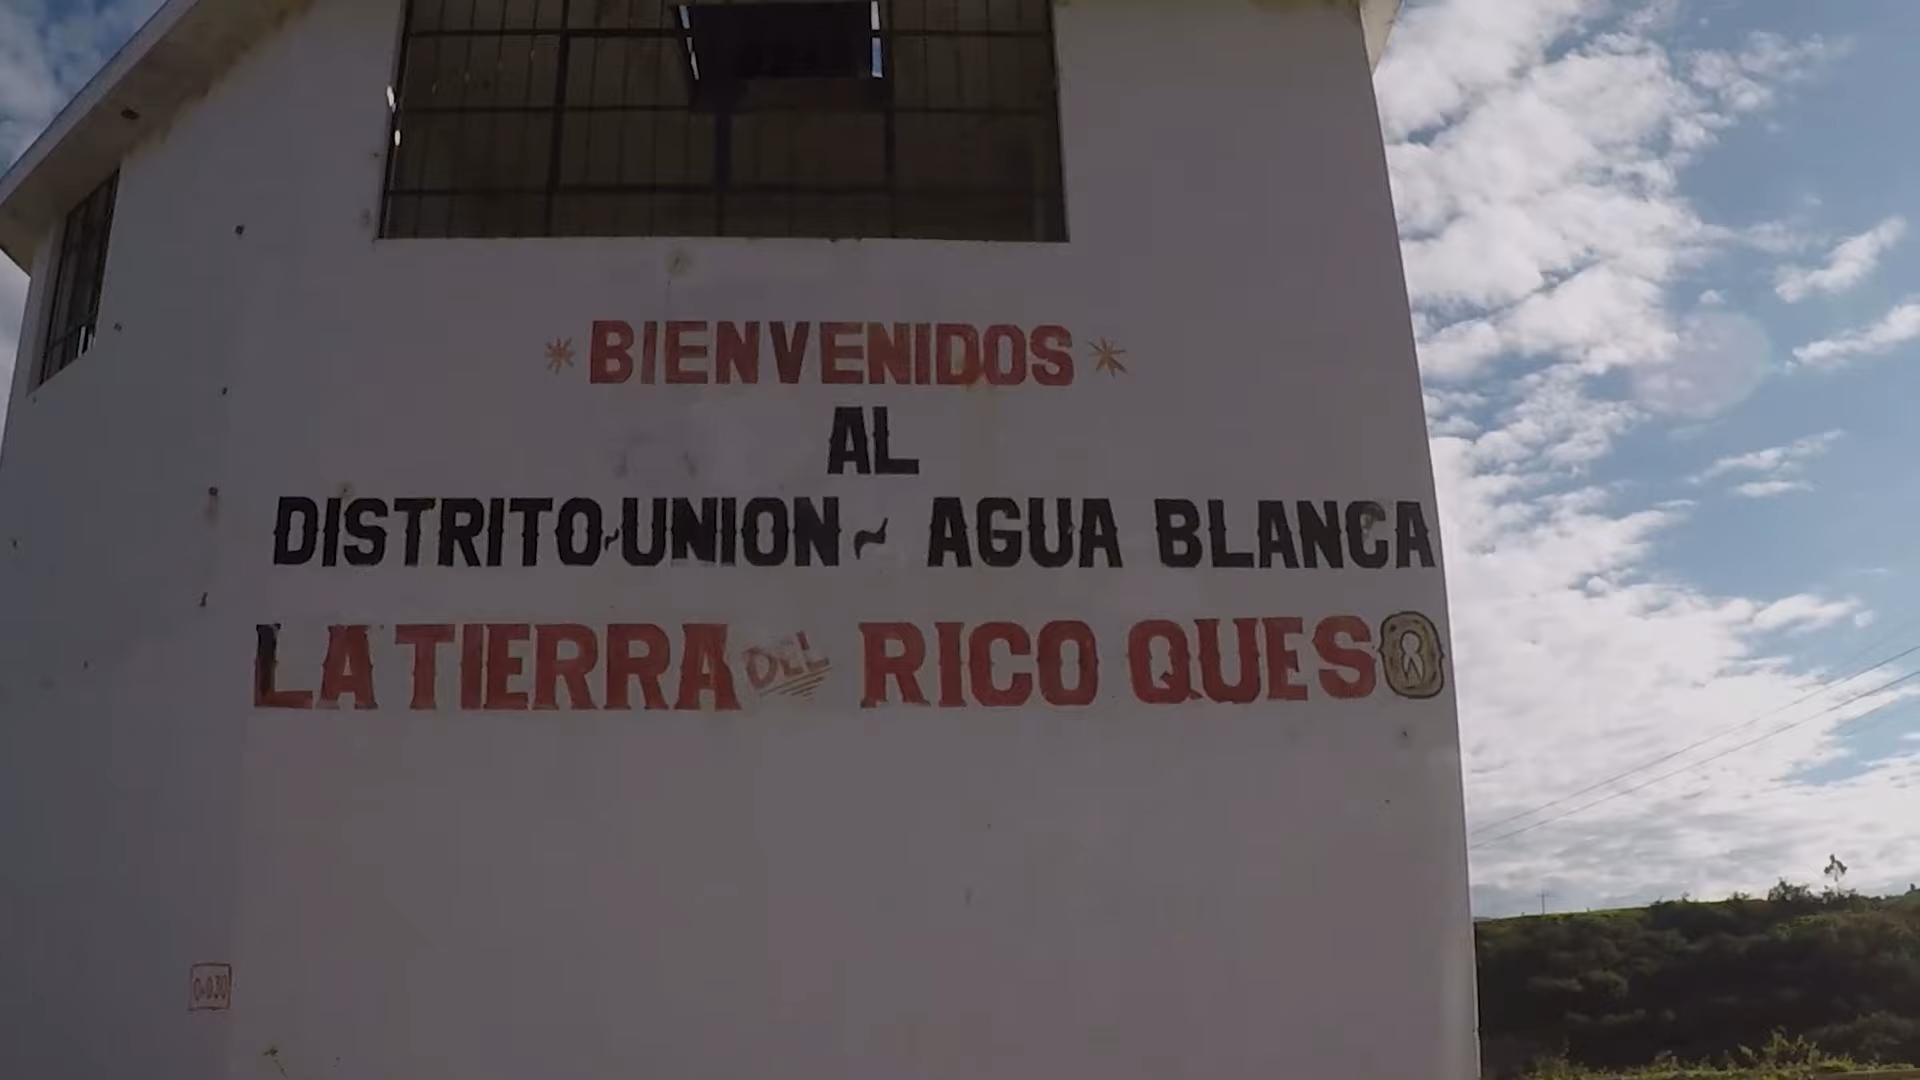 * BIENVENIDOS *
AL
DISTRITO-UNION ~ AGUA BLANCA
LA TIERRA DEL RICO QUESO